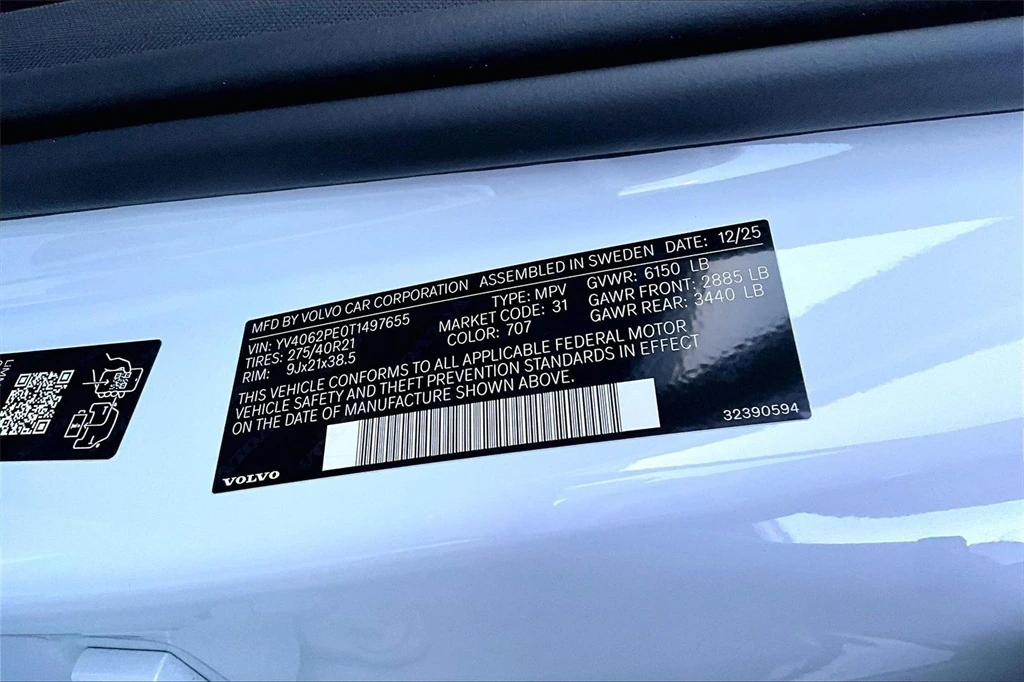 MFD BY VOLVO CAR CORPORATION ASSEMBLED IN SWEDEN DATE: 12/25
VIN: YV4062PE0T1497655 TYPE: MPV GVWR: 6150 LB
TIRES: 275/40R21 MARKET CODE: 31 GAWR FRONT: 2885 LB
RIM: 9Jx21x38.5 COLOR: 707 GAWR REAR: 3440 LB
THIS VEHICLE CONFORMS TO ALL APPLICABLE FEDERAL MOTOR
VEHICLE SAFETY AND THEFT PREVENTION STANDARDS IN EFFECT
ON THE DATE OF MANUFACTURE SHOWN ABOVE.
32390594
VOLVO